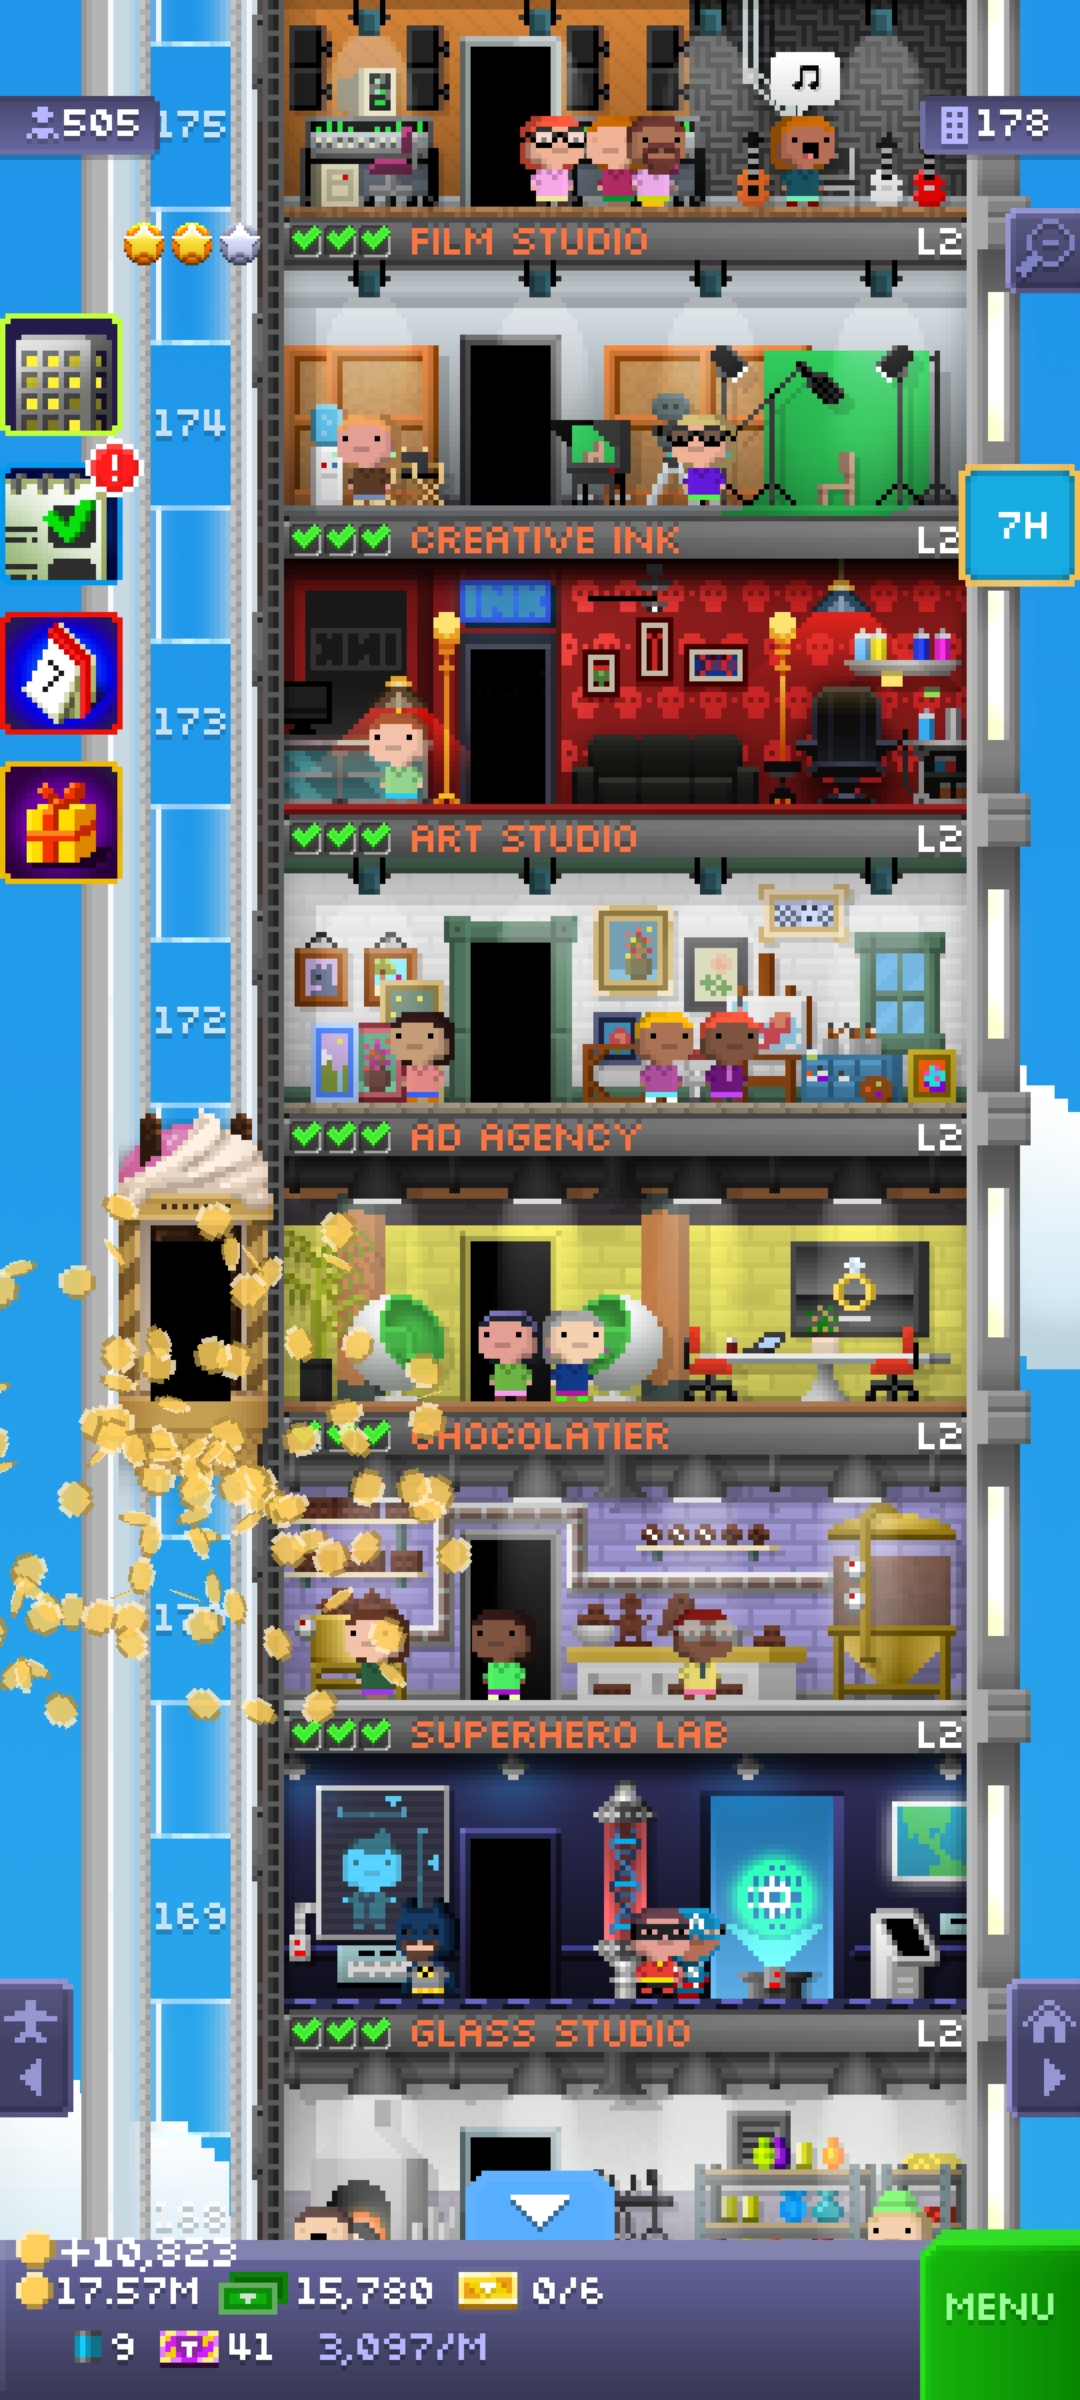 505
175
178
FILM STUDIO L2
174
CREATIVE INK L2
7H
INK
173
ART STUDIO L2
172
AD AGENCY L2
CHOCOLATIER L2
SUPERHERO LAB L2
169
GLASS STUDIO L2
168
+10,823
17.57M 15,780 0/6
MENU
9 41 3,097/M